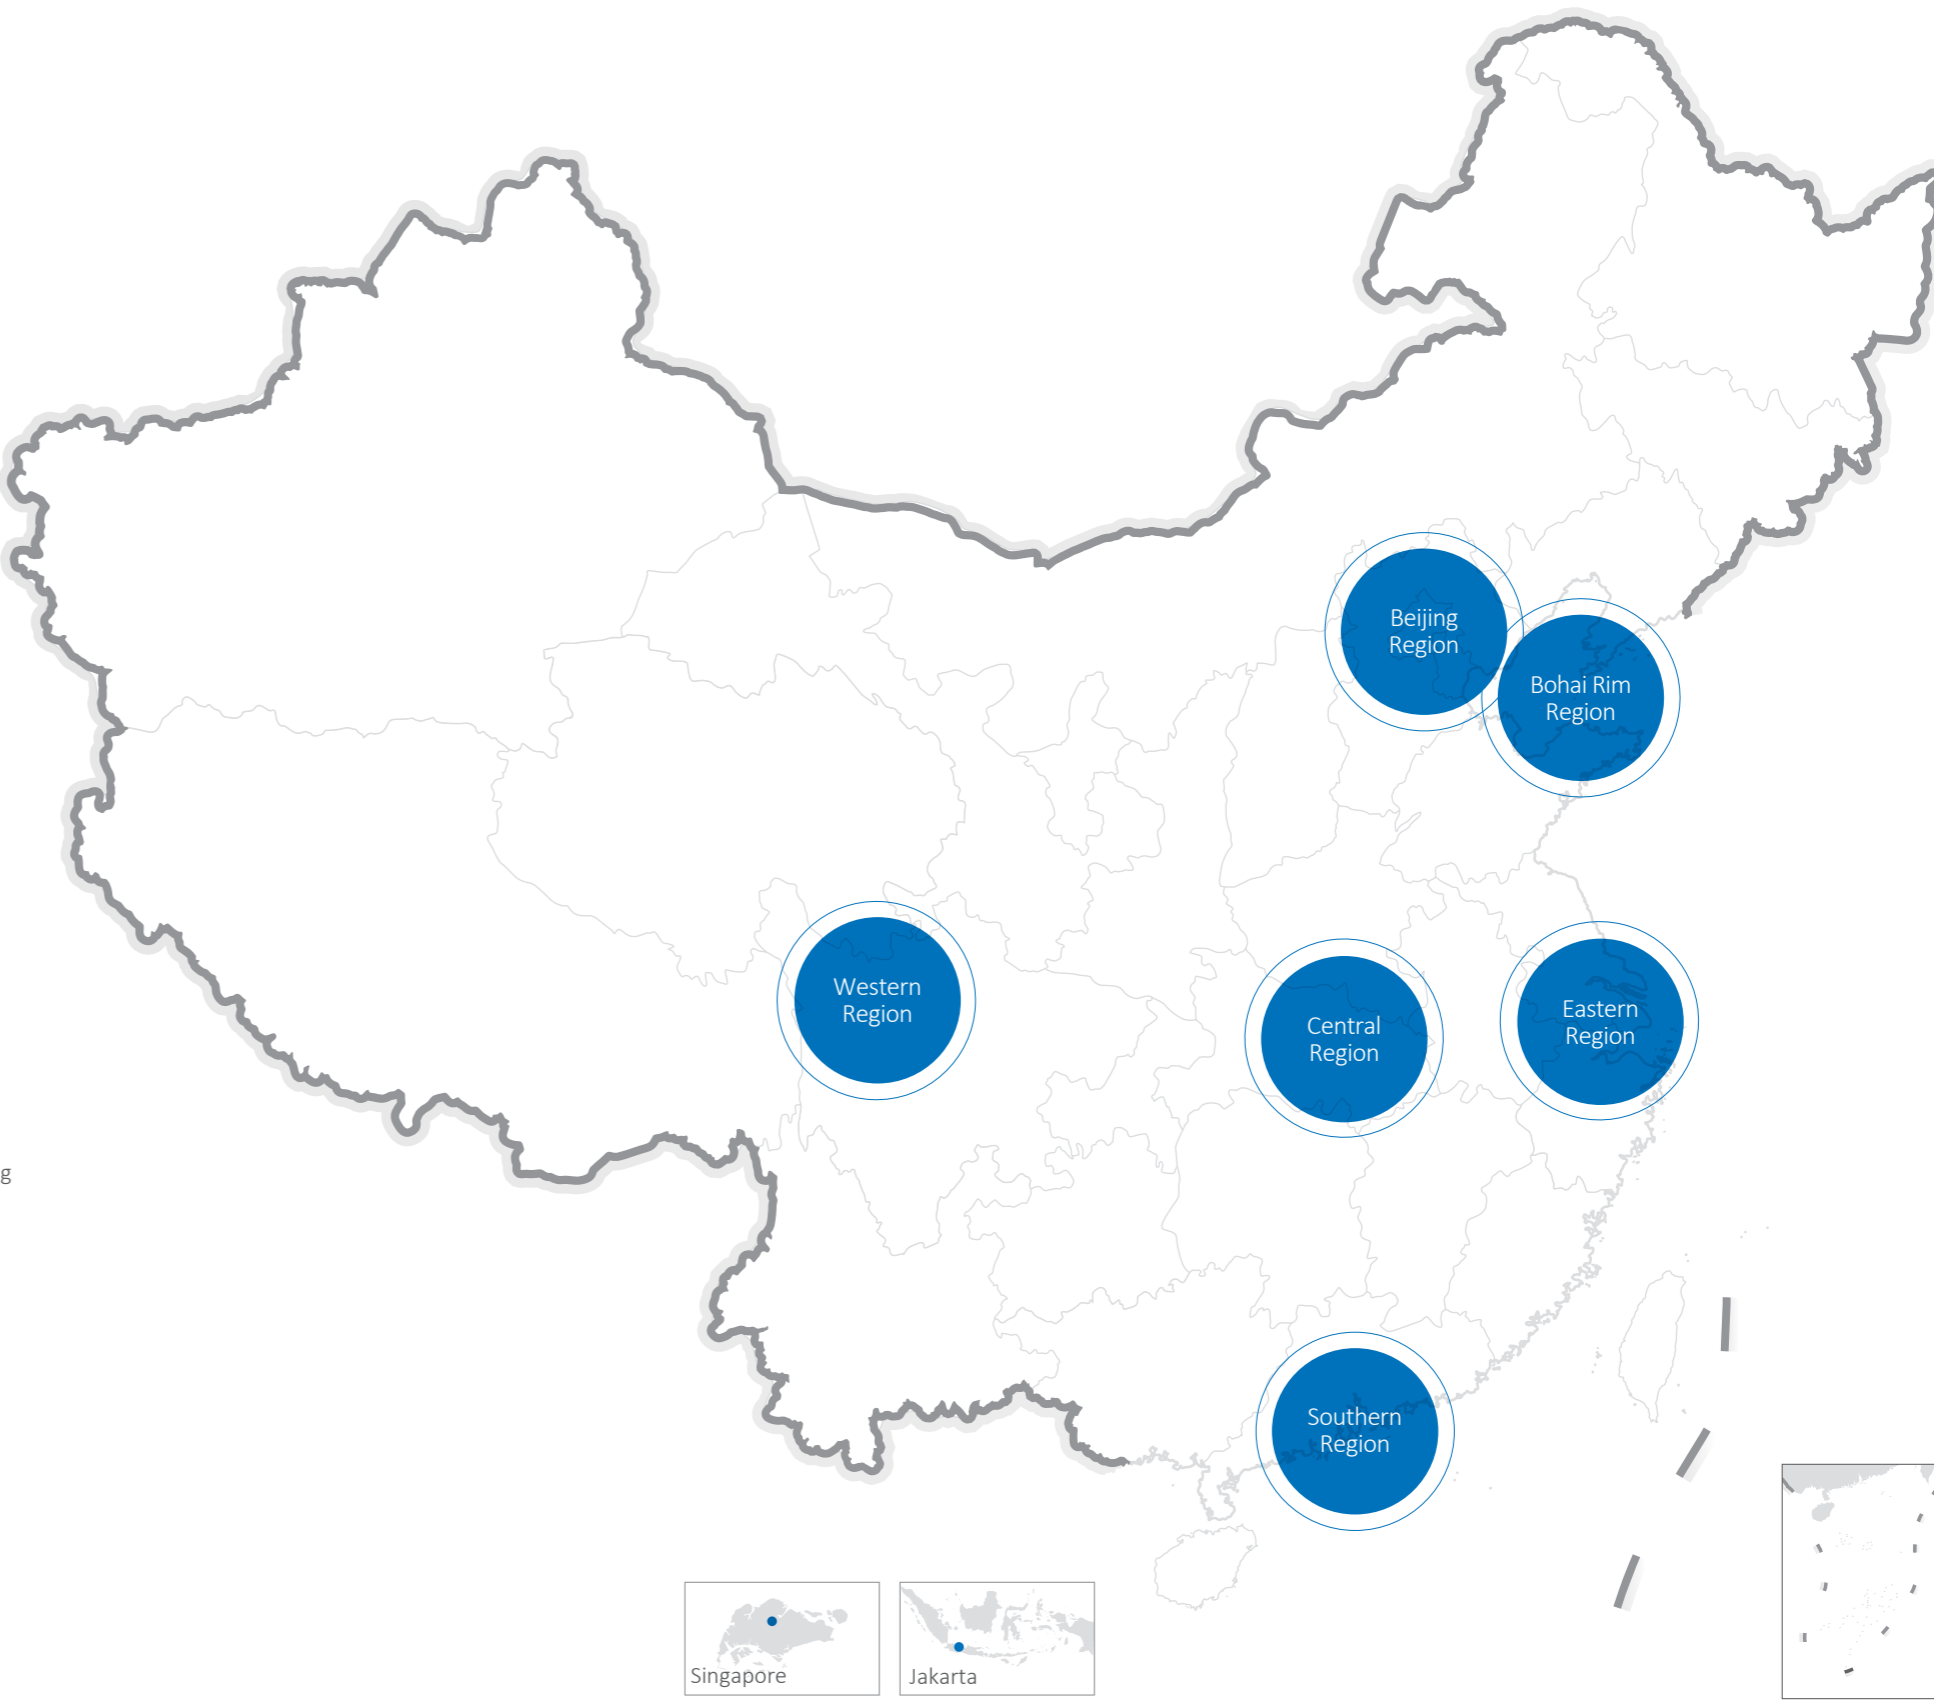 Beijing
Region
Bohai Rim
Region
Western
Region
Central
Region
Eastern
Region
g
Southern
Region
Singapore
Jakarta